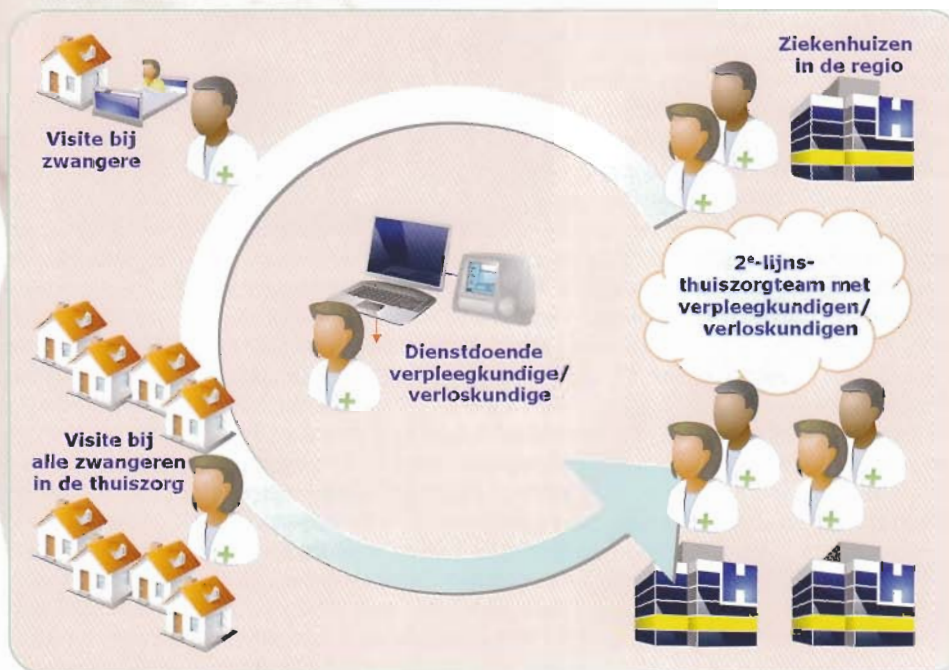 Ziekenhuizen
in de regio
H
Visite bij
zwangere
2e-lijns-
thuiszorgteam met
verpleegkundigen/
verloskundigen
Dienstdoende
verpleegkundige/
verloskundige
Visite bij
alle zwangeren
in de thuiszorg
H
H